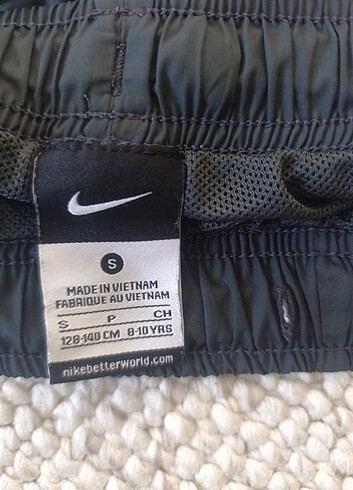 S
MADE IN VIETNAM
FABRIQUE AU VIETNAM
S P CH
128-140 CM 8-10 YRS
nikebetterworld.com